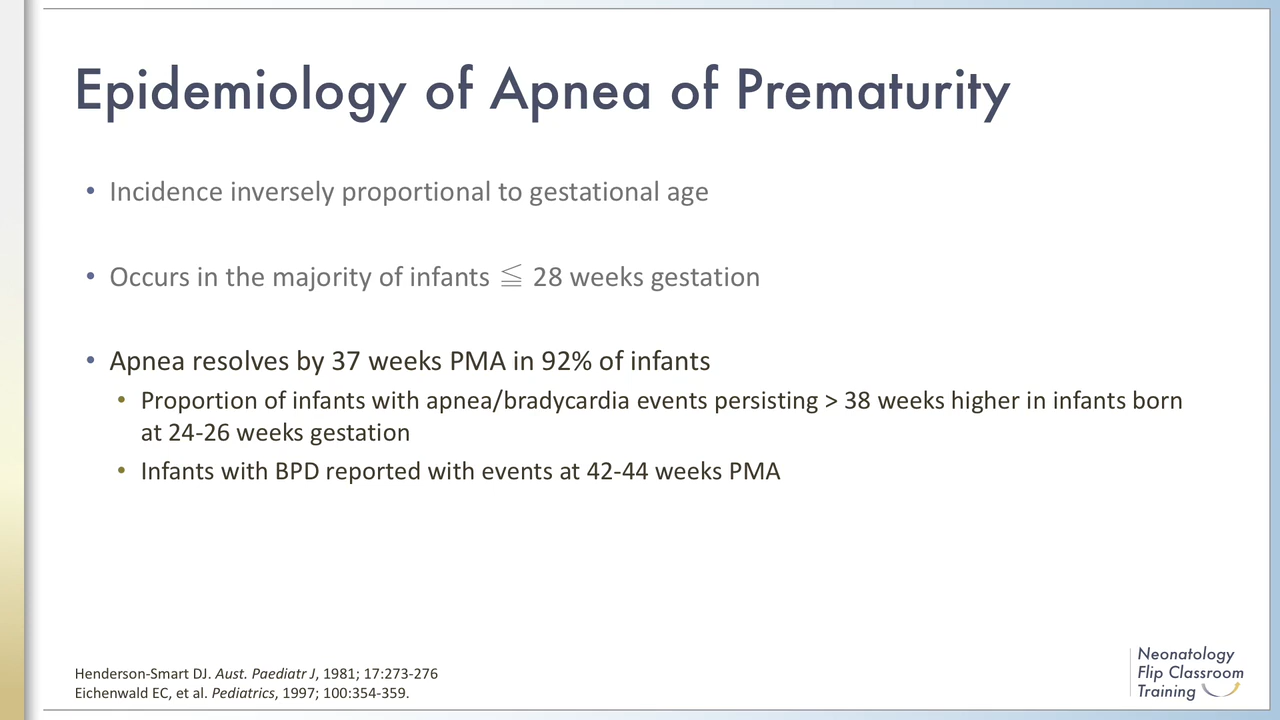 Epidemiology of Apnea of Prematurity
• Incidence inversely proportional to gestational age
• Occurs in the majority of infants ≦ 28 weeks gestation
• Apnea resolves by 37 weeks PMA in 92% of infants
• Proportion of infants with apnea/bradycardia events persisting > 38 weeks higher in infants born
at 24-26 weeks gestation
• Infants with BPD reported with events at 42-44 weeks PMA
Henderson-Smart DJ. Aust. Paediatr J, 1981; 17:273-276
Eichenwald EC, et al. Pediatrics, 1997; 100:354-359.
Neonatology
Flip Classroom
Training